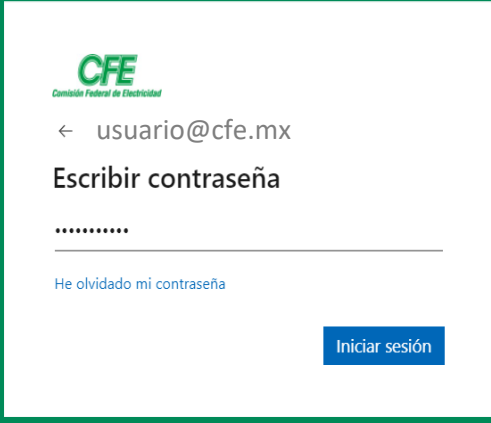 CFE
Comisión Federal de Electricidad
← usuario@cfe.mx
Escribir contraseña
•••••••••••
He olvidado mi contraseña
Iniciar sesión